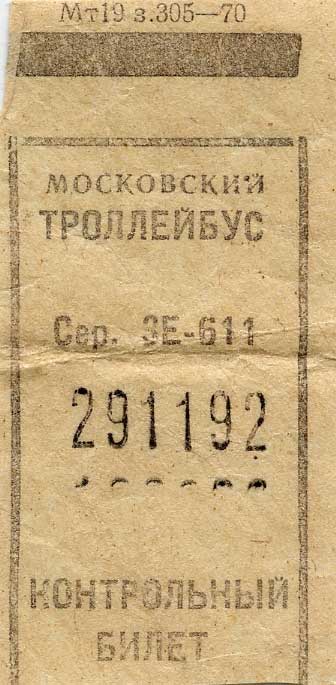 Мт19 з.305—70
МОСКОВСКИЙ
ТРОЛЛЕЙБУС
Сер. ЗЕ-611
291192
КОНТРОЛЬНЫЙ
БИЛЕТ